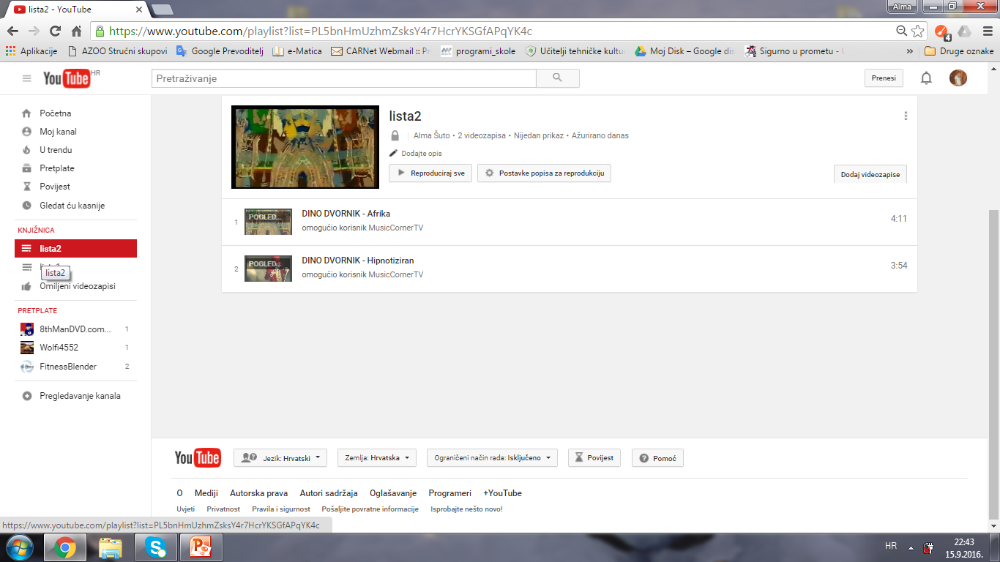 lista2 - YouTube
Alma
https://www.youtube.com/playlist?list=PL5bnHmUzhmZsksY4r7HcrYKSGfAPqYK4c
4
Aplikacije
AZOO Stručni skupovi
Google Prevoditelj
e-Matica
CARNet Webmail :: Pr
programi_skole
Učitelji tehničke kultur
Moj Disk – Google dis
Sigurno u prometu -
»
Druge oznake
YouTube HR
Pretraživanje
Prenesi
Početna
Moj kanal
U trendu
Pretplate
Povijest
Gledat ću kasnije
KNJIŽNICA
lista2
lista2
Omiljeni videozapisi
PRETPLATE
8thManDVD.com... 1
Wolfi4552 1
FitnessBlender 2
Pregledavanje kanala
lista2
Alma Šuto • 2 videozapisa • Nijedan prikaz • Ažurirano danas
Dodajte opis
Reproduciraj sve
Postavke popisa za reprodukciju
Dodaj videozapise
1
POGLED...
DINO DVORNIK - Afrika
omogućio korisnik MusicCornerTV
4:11
2
POGLED...
DINO DVORNIK - Hipnotiziran
omogućio korisnik MusicCornerTV
3:54
YouTube
Jezik: Hrvatski
Zemlja: Hrvatska
Ograničeni način rada: Isključeno
Povijest
Pomoć
O Mediji Autorska prava Autori sadržaja Oglašavanje Programeri +YouTube
Uvjeti Privatnost Pravila i sigurnost Pošaljite povratne informacije Isprobajte nešto novo!
https://www.youtube.com/playlist?list=PL5bnHmUzhmZsksY4r7HcrYKSGfAPqYK4c
HR
22:43
15.9.2016.